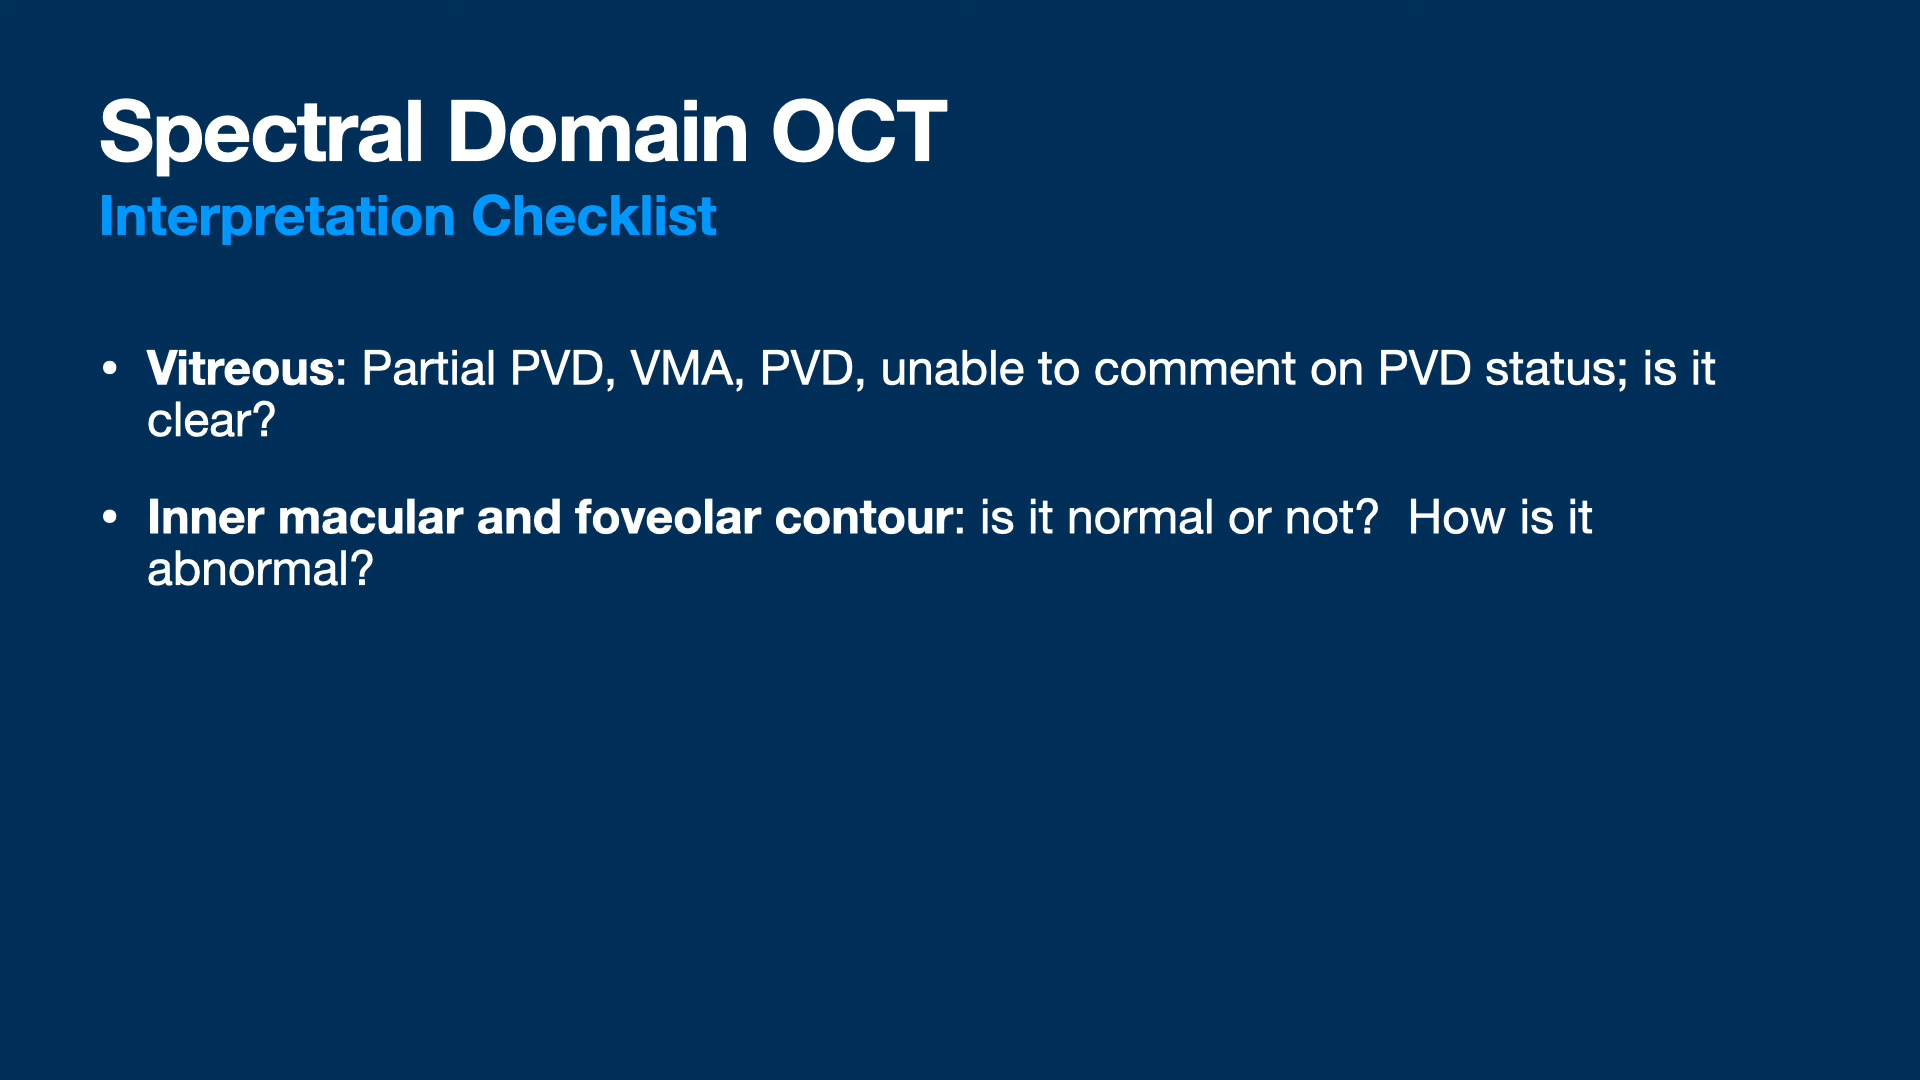 Spectral Domain OCT
Interpretation Checklist
• Vitreous: Partial PVD, VMA, PVD, unable to comment on PVD status; is it
clear?
• Inner macular and foveolar contour: is it normal or not?  How is it
abnormal?